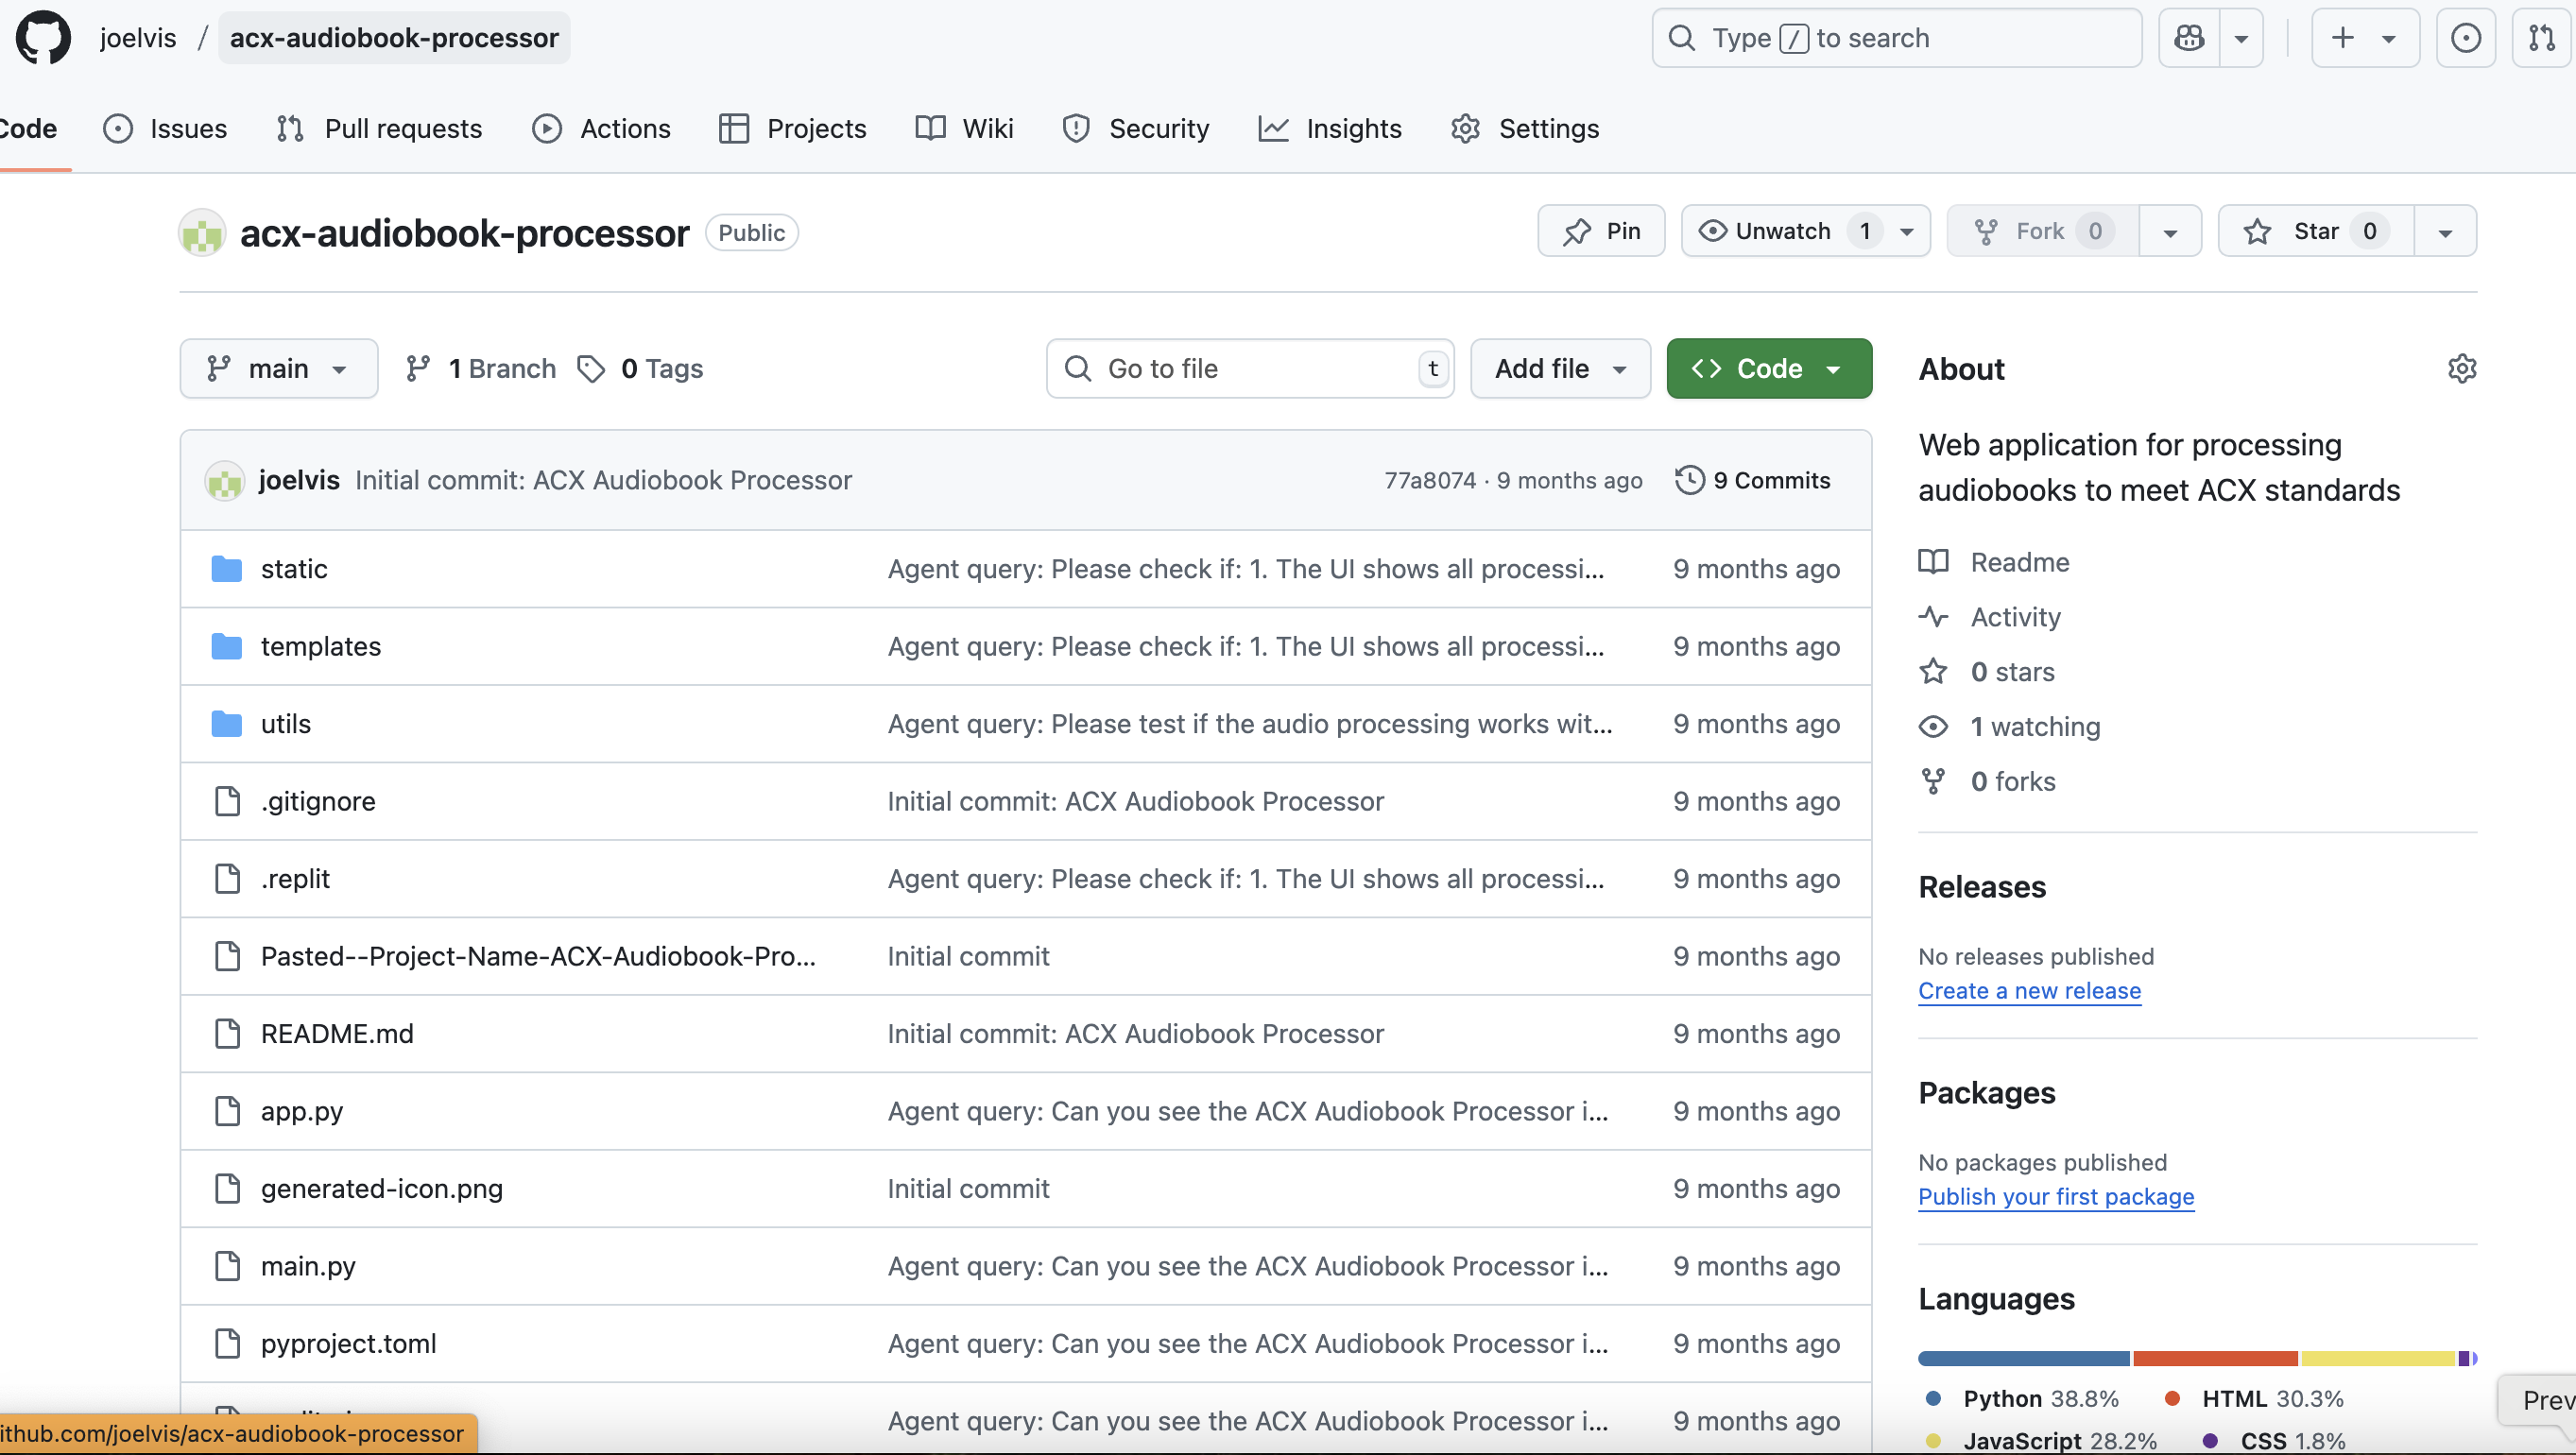 joelvis / acx-audiobook-processor
Type / to search
Code Issues Pull requests Actions Projects Wiki Security Insights Settings
acx-audiobook-processor Public
Pin Unwatch 1 Fork 0 Star 0
main 1 Branch 0 Tags
Go to file t Add file Code
joelvis Initial commit: ACX Audiobook Processor 77a8074 · 9 months ago 9 Commits
static Agent query: Please check if: 1. The UI shows all processi... 9 months ago
templates Agent query: Please check if: 1. The UI shows all processi... 9 months ago
utils Agent query: Please test if the audio processing works wit... 9 months ago
.gitignore Initial commit: ACX Audiobook Processor 9 months ago
.replit Agent query: Please check if: 1. The UI shows all processi... 9 months ago
Pasted--Project-Name-ACX-Audiobook-Pro... Initial commit 9 months ago
README.md Initial commit: ACX Audiobook Processor 9 months ago
app.py Agent query: Can you see the ACX Audiobook Processor i... 9 months ago
generated-icon.png Initial commit 9 months ago
main.py Agent query: Can you see the ACX Audiobook Processor i... 9 months ago
pyproject.toml Agent query: Can you see the ACX Audiobook Processor i... 9 months ago
Agent query: Can you see the ACX Audiobook Processor i... 9 months ago
ithub.com/joelvis/acx-audiobook-processor
About
Web application for processing
audiobooks to meet ACX standards
Readme
Activity
0 stars
1 watching
0 forks
Releases
No releases published
Create a new release
Packages
No packages published
Publish your first package
Languages
Python 38.8% HTML 30.3%
JavaScript 28.2% CSS 1.8%
Prev